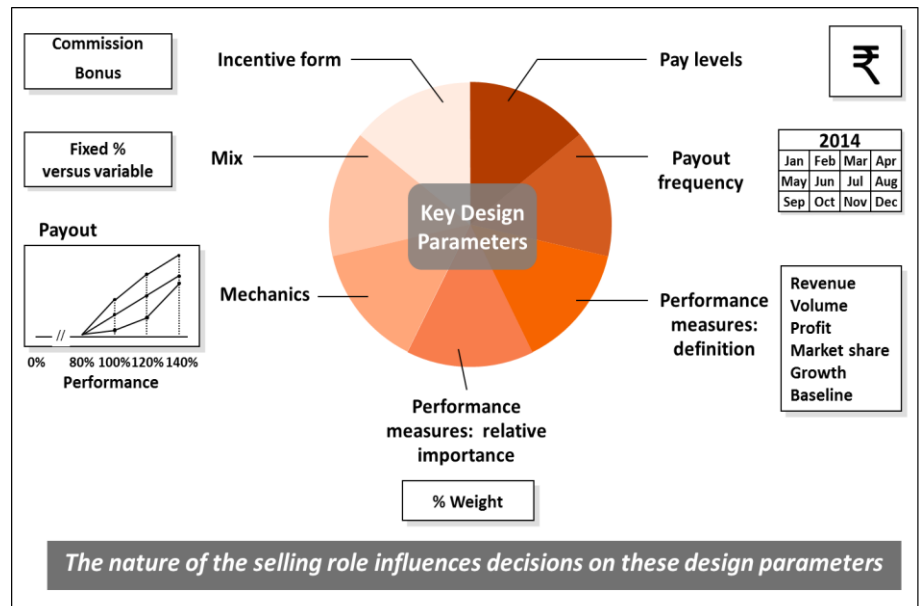 Commission
Bonus
Incentive form
Pay levels
₹
Fixed %
versus variable
Mix
Payout
frequency
2014
Jan Feb Mar Apr
May Jun Jul Aug
Sep Oct Nov Dec
Key Design
Parameters
Payout
//
0% 80% 100% 120% 140%
Performance
Mechanics
Performance
measures:
definition
Revenue
Volume
Profit
Market share
Growth
Baseline
Performance
measures: relative
importance
% Weight
The nature of the selling role influences decisions on these design parameters